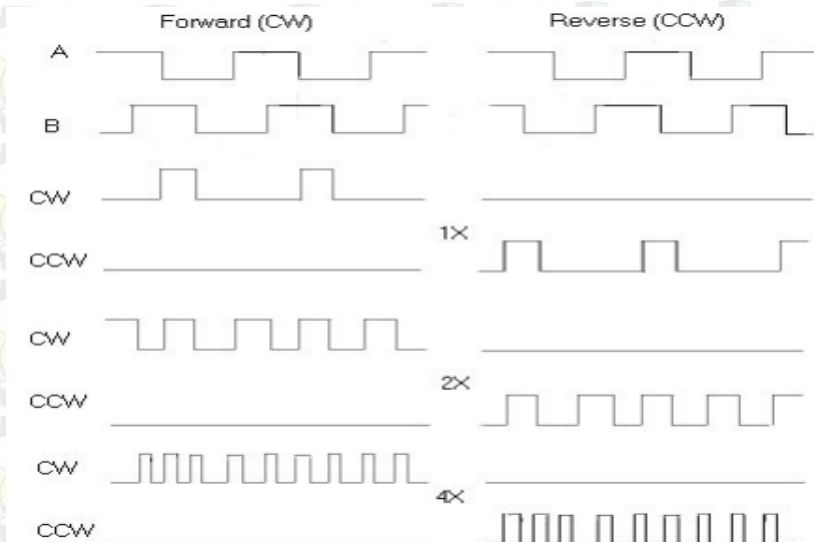 Forward (CW) Reverse (CCW)
A
B
CW
1X
CCW
CW
2X
CCW
CW
4X
CCW